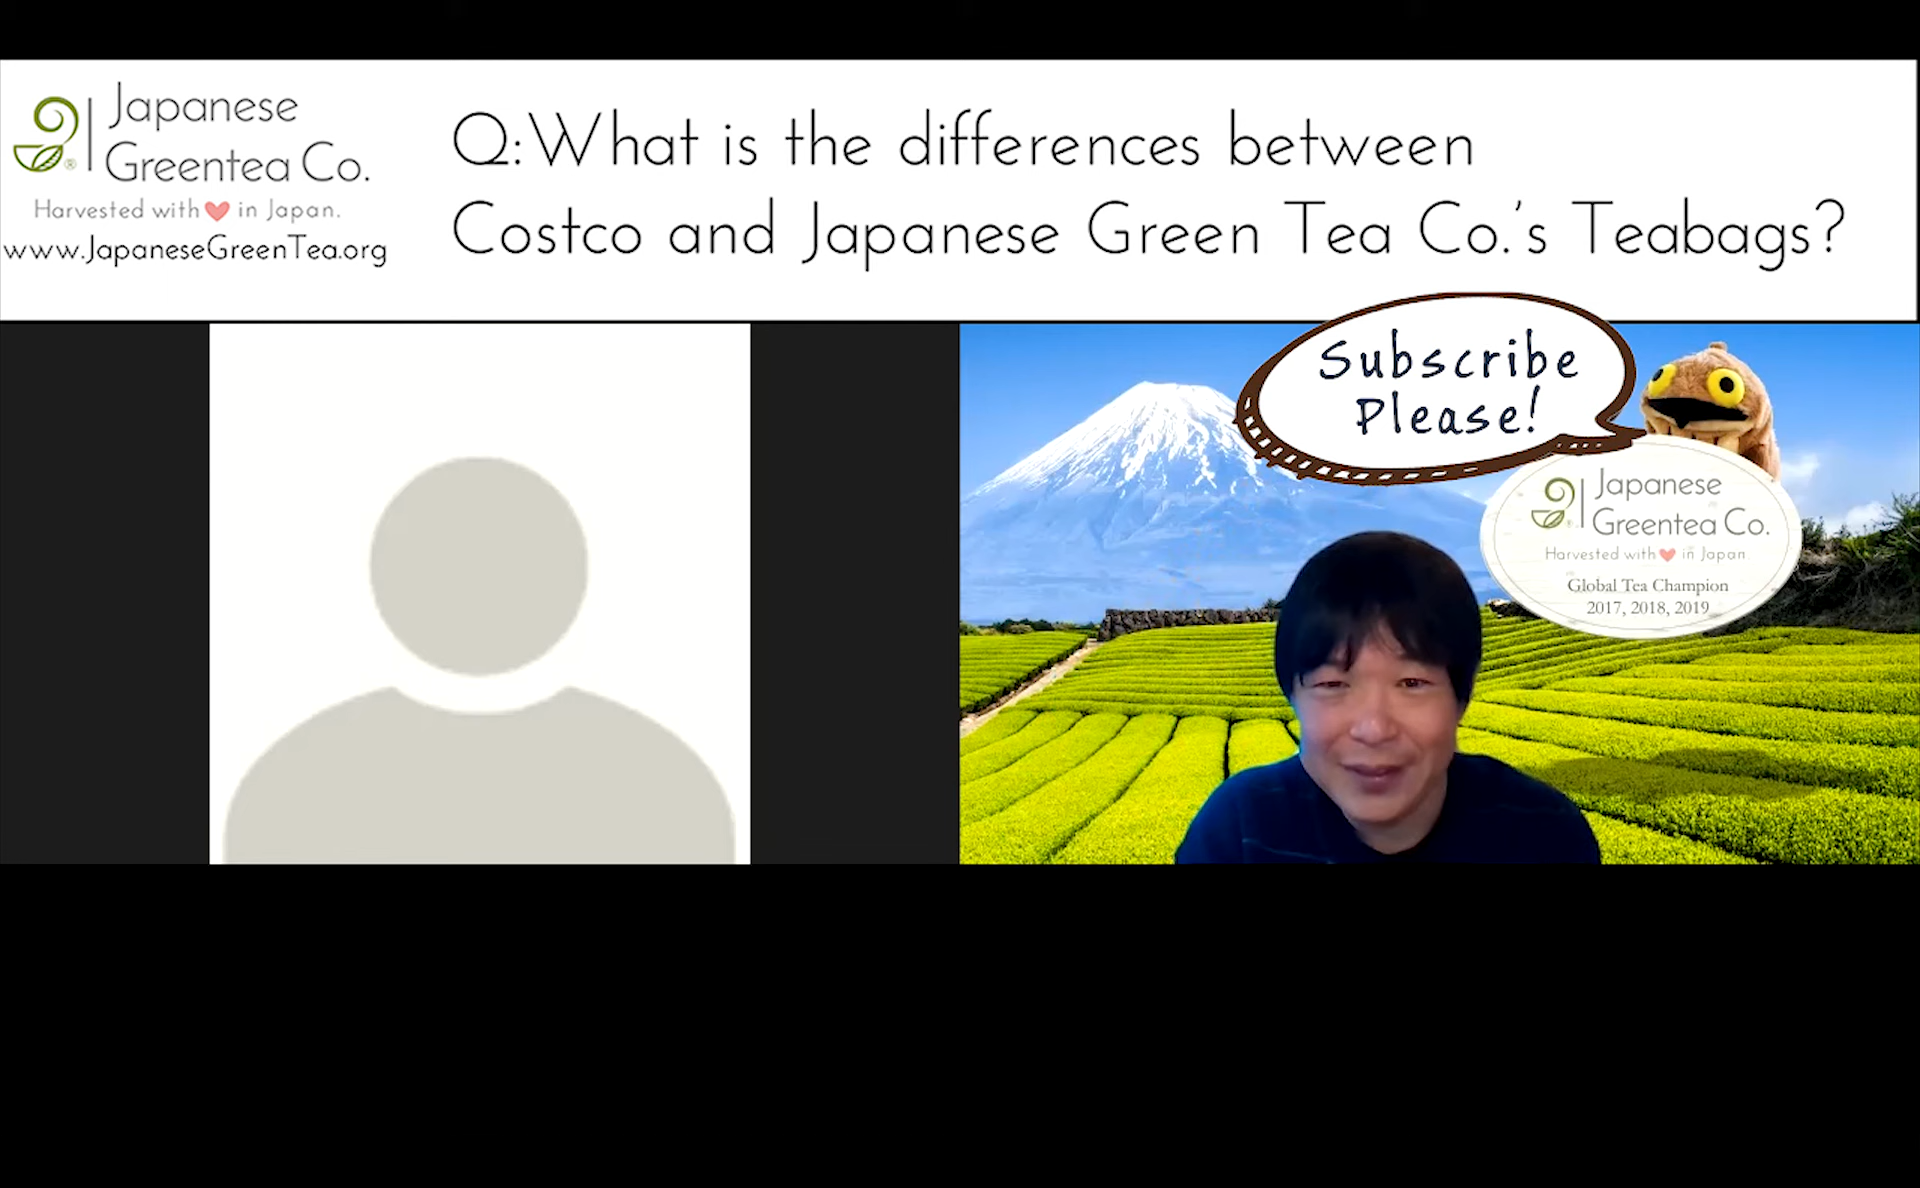 Japanese
Greentea Co.
Harvested with in Japan.
www.JapaneseGreenTea.org
Q: What is the differences between
Costco and Japanese Green Tea Co.'s Teabags?
Subscribe
Please!
Japanese
Greentea Co.
Harvested with in Japan
Global Tea Champion
2017, 2018, 2019